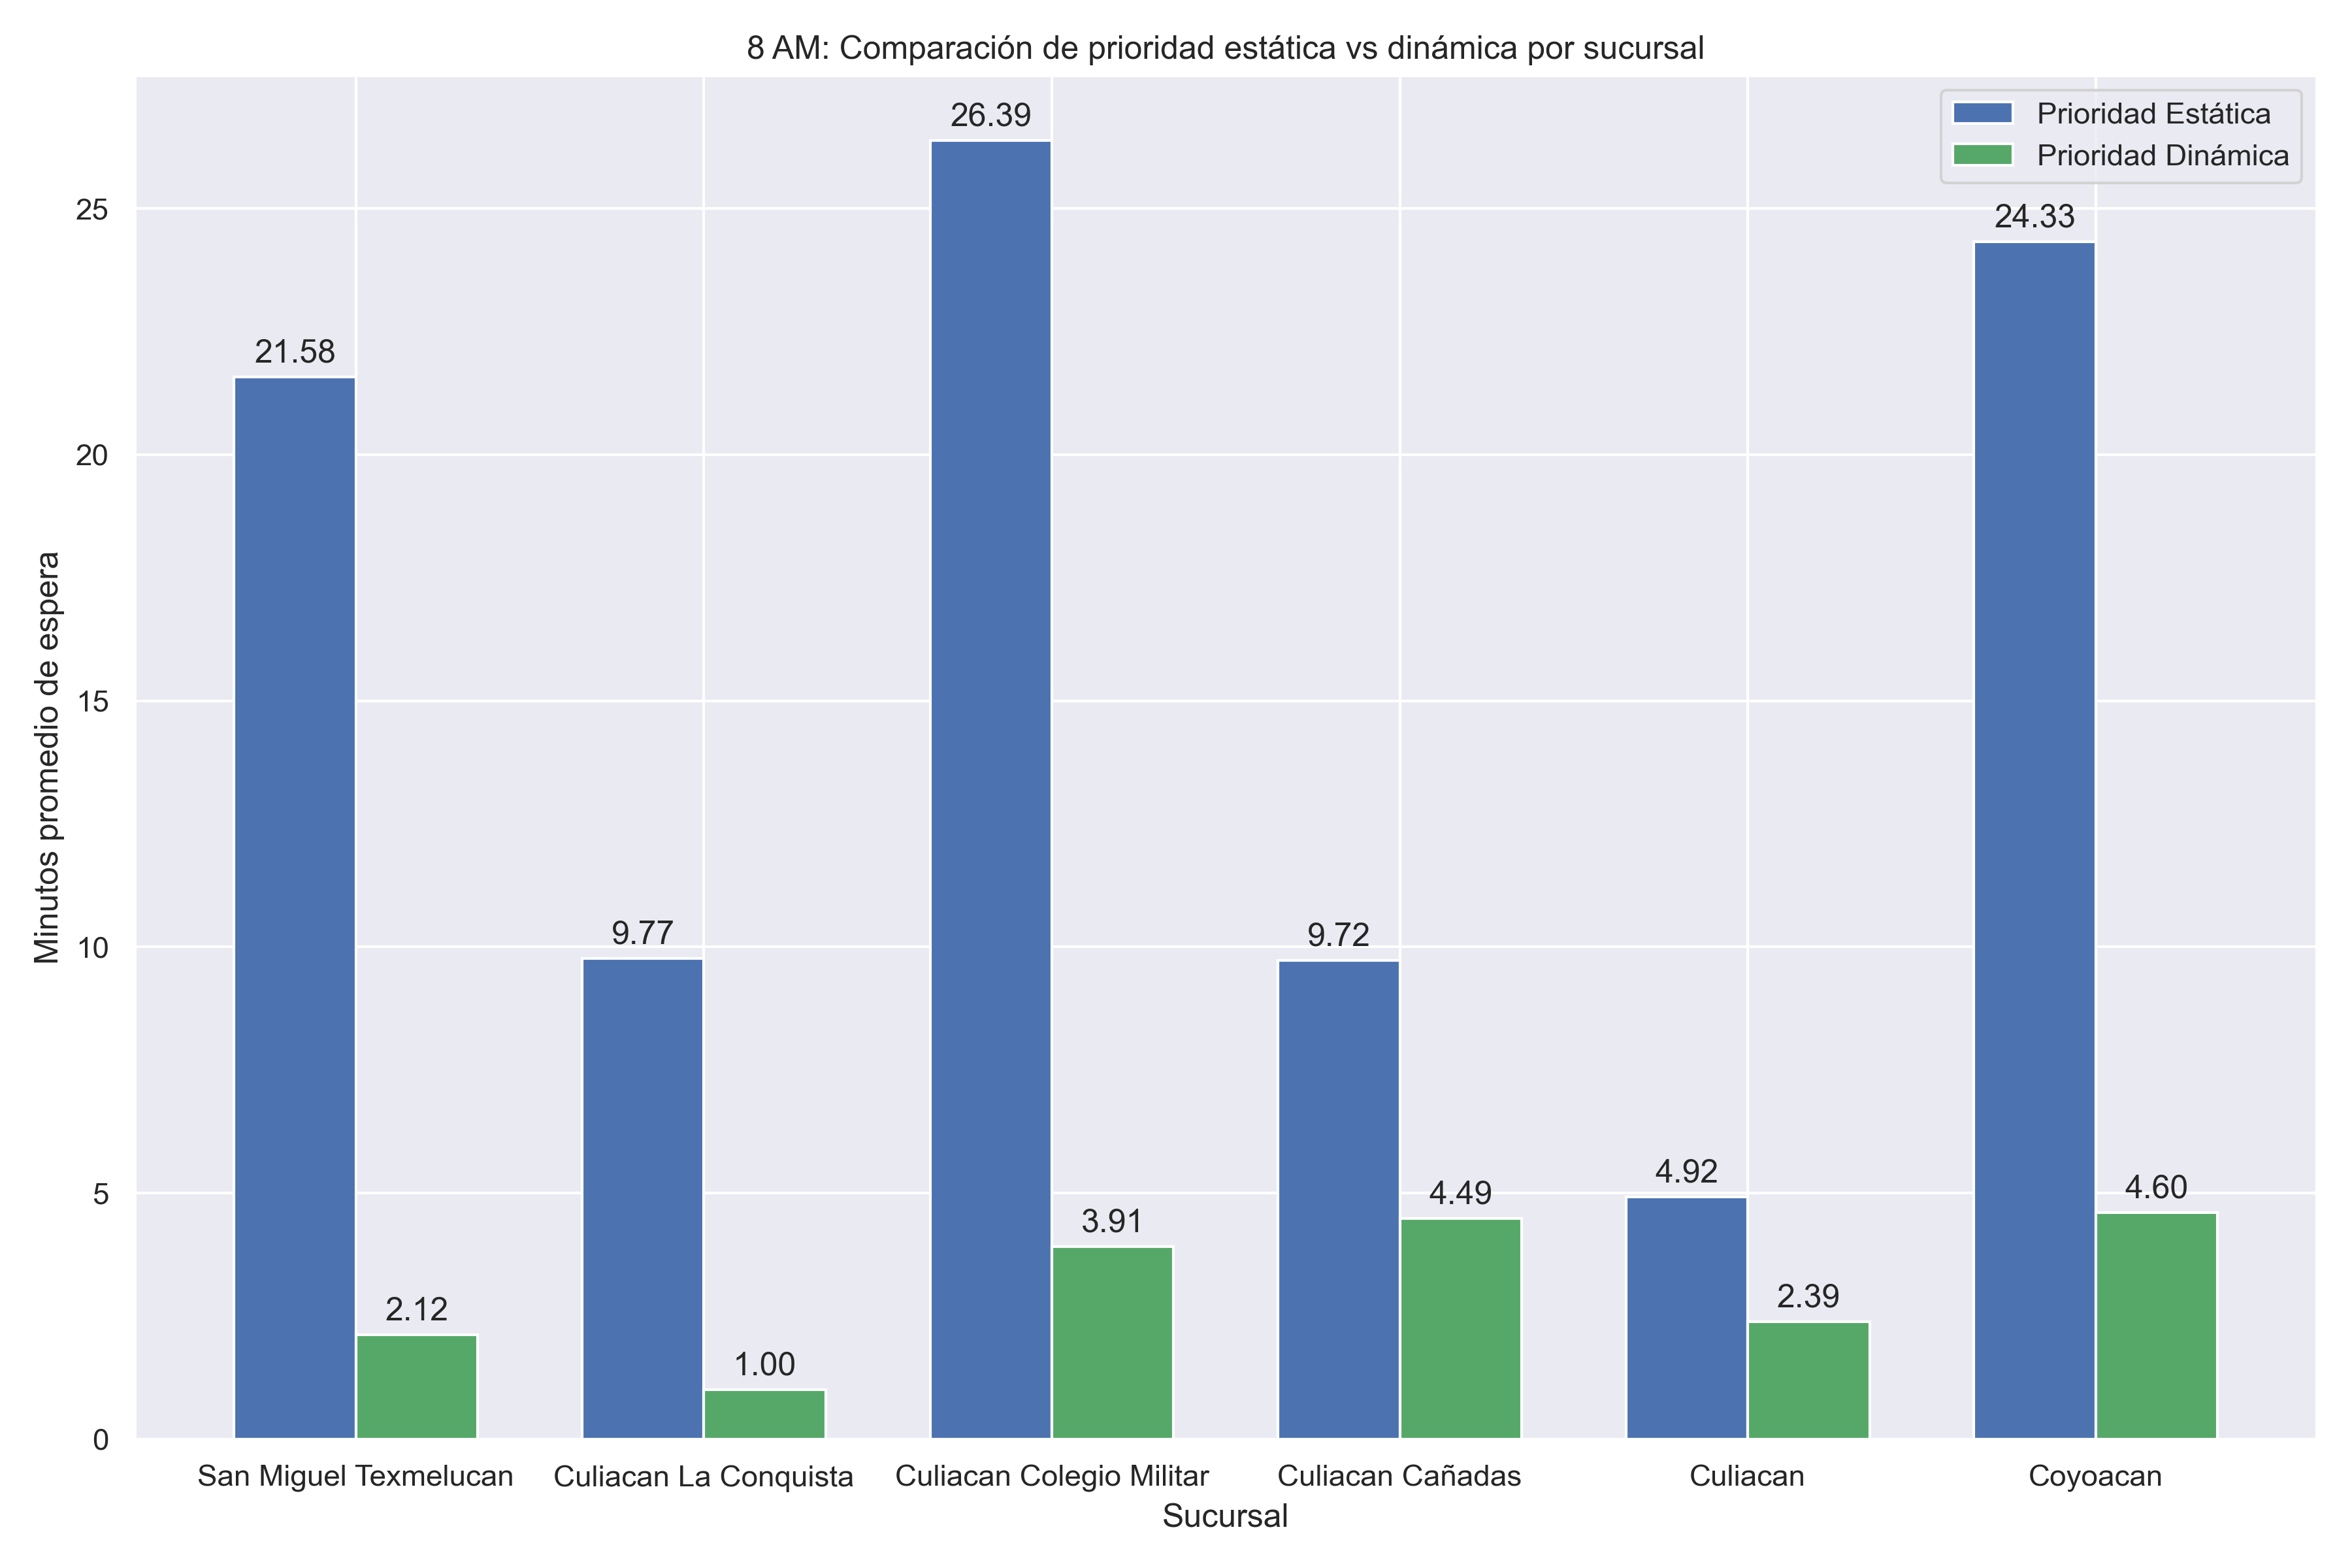 8 AM: Comparación de prioridad estática vs dinámica por sucursal
Prioridad Estática
Prioridad Dinámica
Minutos promedio de espera
25
20
15
10
5
0
21.58
2.12
9.77
1.00
26.39
3.91
9.72
4.49
4.92
2.39
24.33
4.60
San Miguel Texmelucan
Culiacan La Conquista
Culiacan Colegio Militar
Culiacan Cañadas
Culiacan
Coyoacan
Sucursal